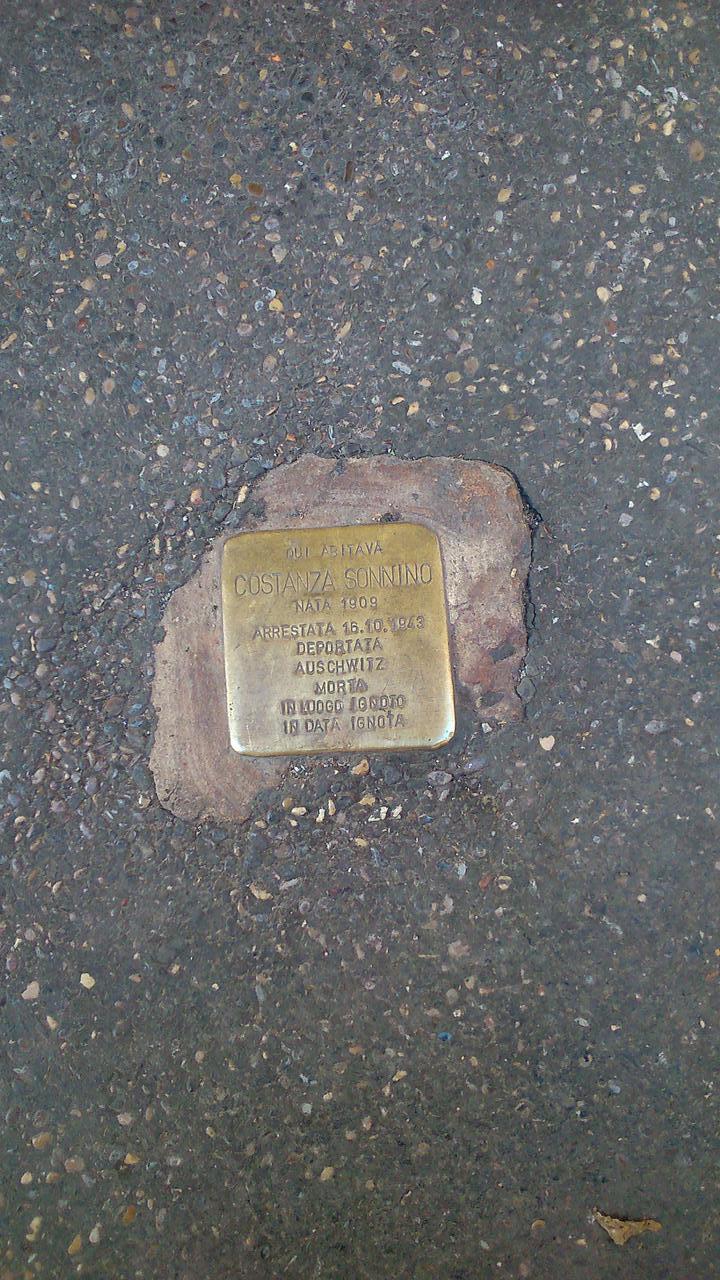 QUI ABITAVA
COSTANZA SONNINO
NATA 1909
ARRESTATA 16.10.1943
DEPORTATA
AUSCHWITZ
MORTA
IN LUOGO IGNOTO
IN DATA IGNOTA